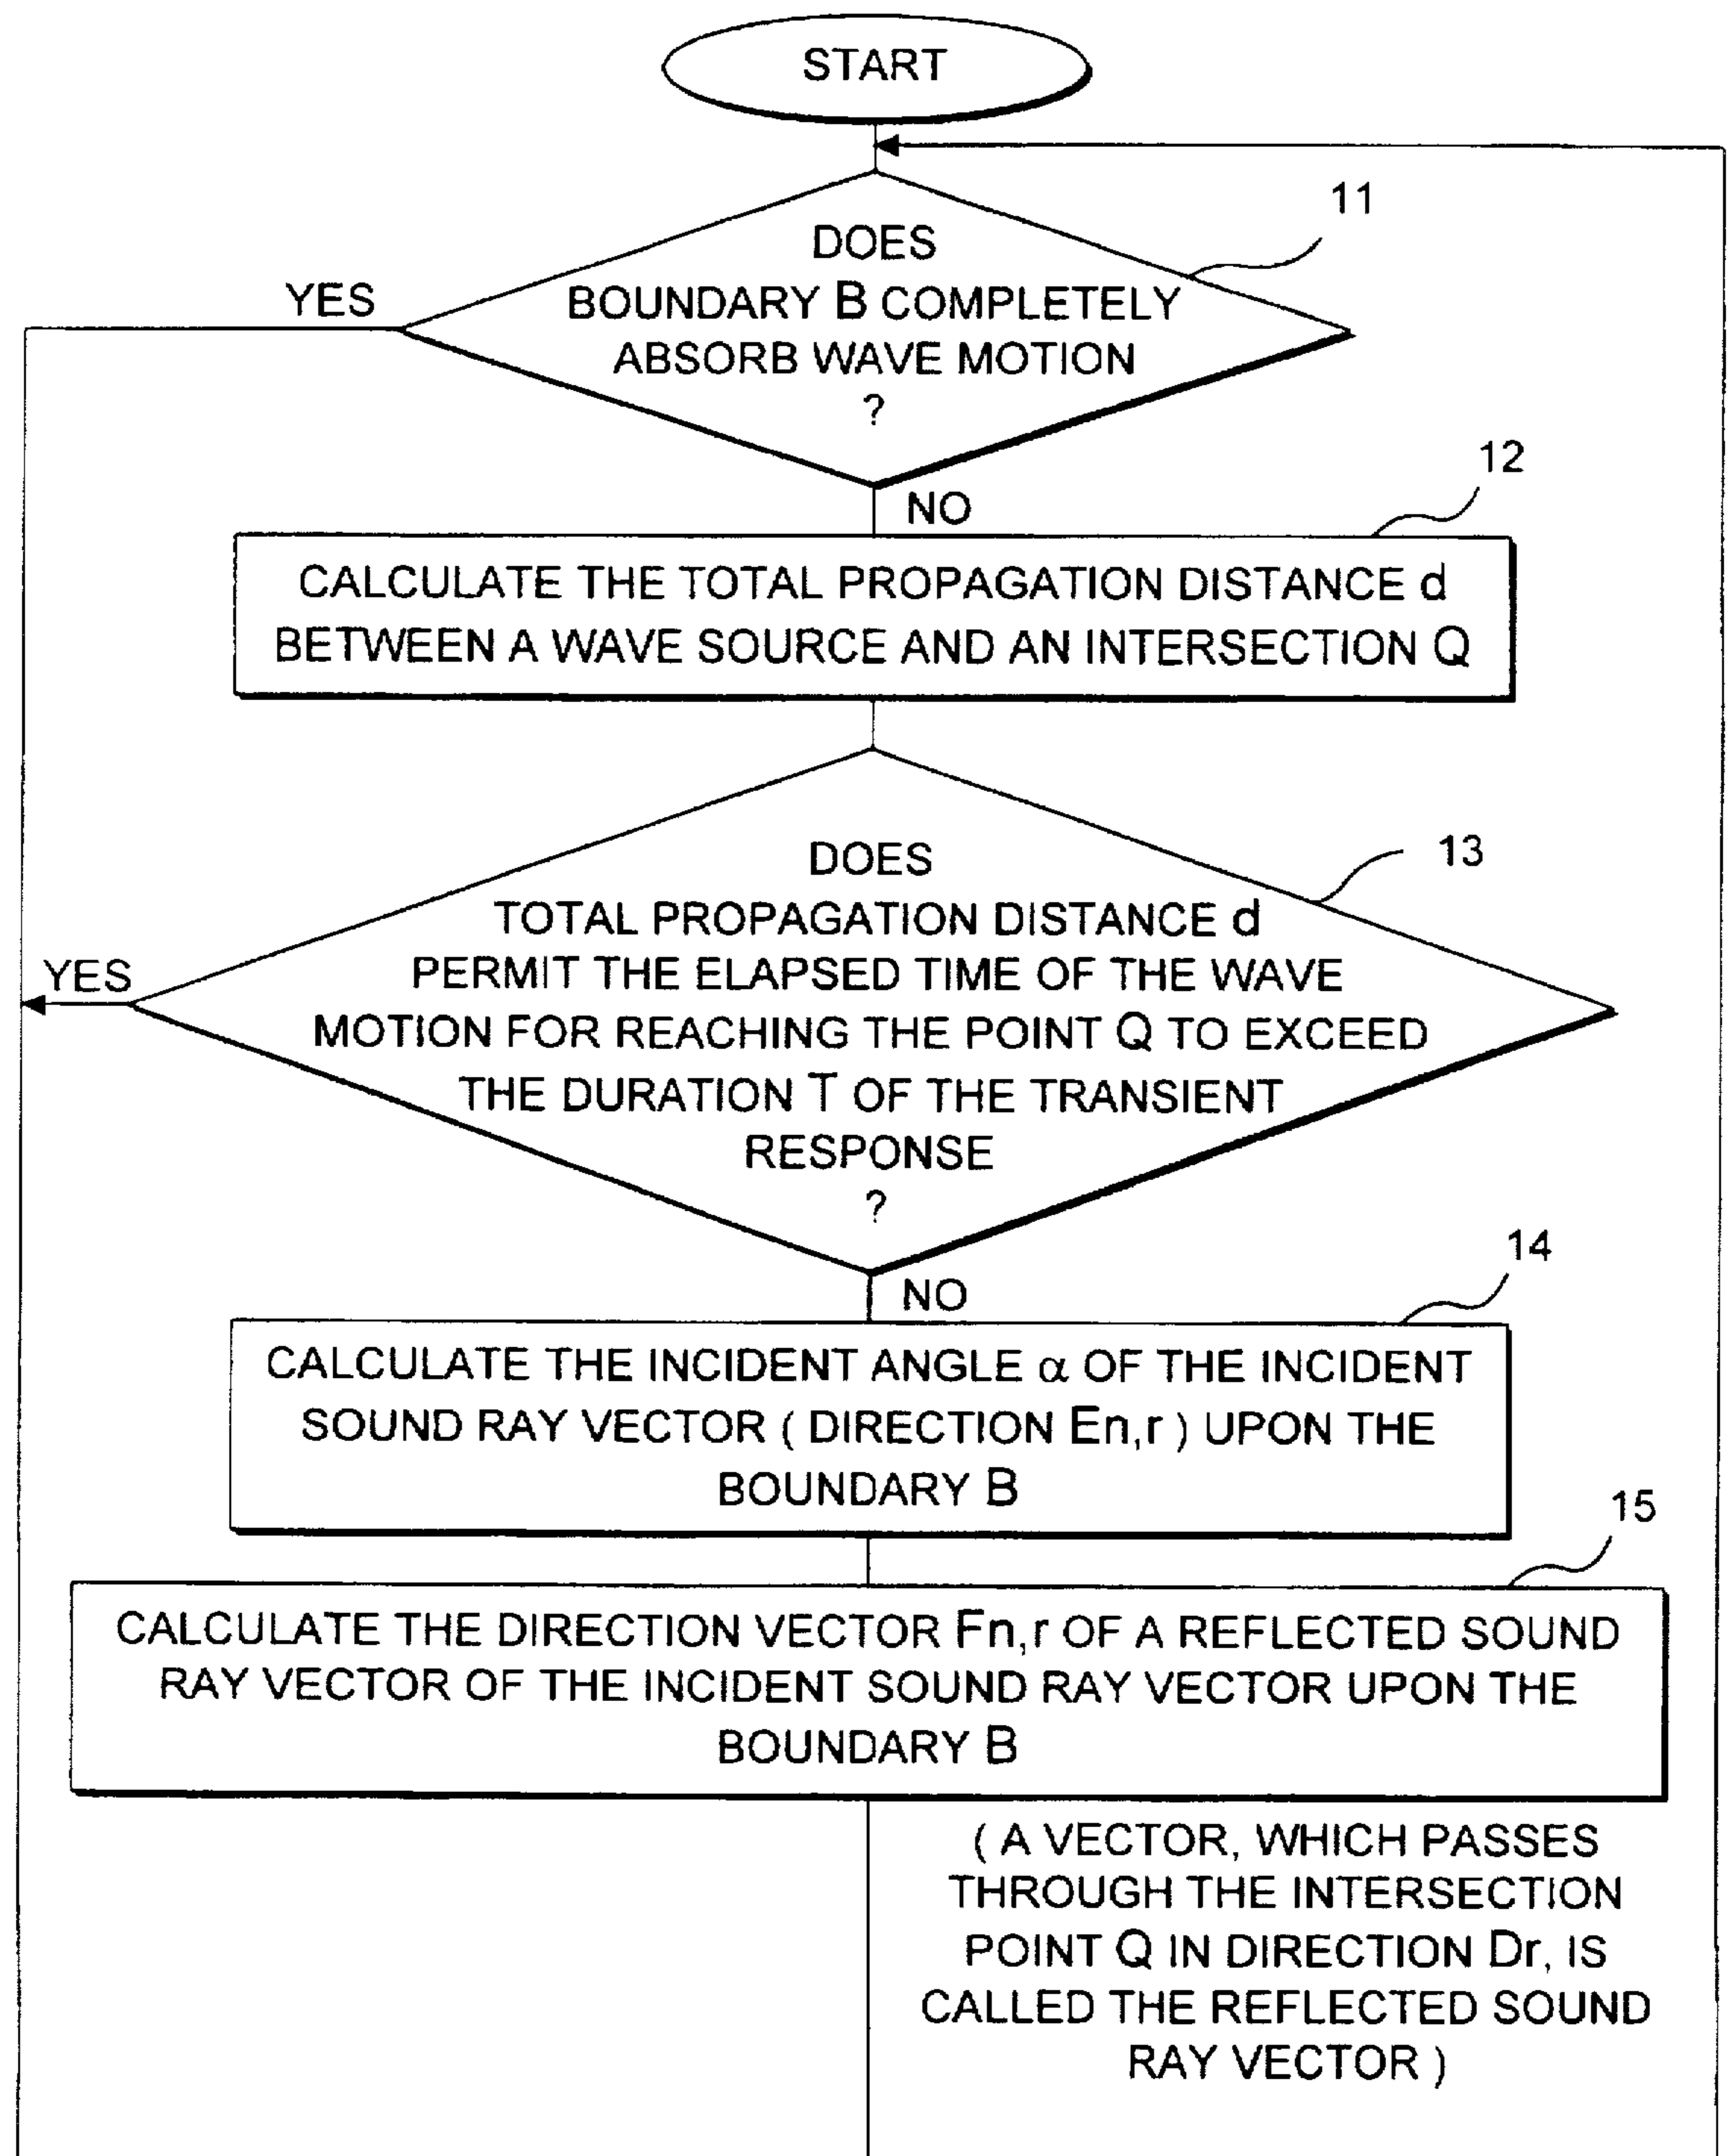 START
11
DOES
YES
BOUNDARY B COMPLETELY
ABSORB WAVE MOTION
?
12
NO
CALCULATE THE TOTAL PROPAGATION DISTANCE d
BETWEEN A WAVE SOURCE AND AN INTERSECTION Q
13
DOES
TOTAL PROPAGATION DISTANCE d
YES
PERMIT THE ELAPSED TIME OF THE WAVE
MOTION FOR REACHING THE POINT Q TO EXCEED
THE DURATION T OF THE TRANSIENT
RESPONSE
?
14
NO
CALCULATE THE INCIDENT ANGLE α OF THE INCIDENT
SOUND RAY VECTOR ( DIRECTION En,r ) UPON THE
BOUNDARY B
15
CALCULATE THE DIRECTION VECTOR Fn,r OF A REFLECTED SOUND
RAY VECTOR OF THE INCIDENT SOUND RAY VECTOR UPON THE
BOUNDARY B
( A VECTOR, WHICH PASSES
THROUGH THE INTERSECTION
POINT Q IN DIRECTION Dr, IS
CALLED THE REFLECTED SOUND
RAY VECTOR )